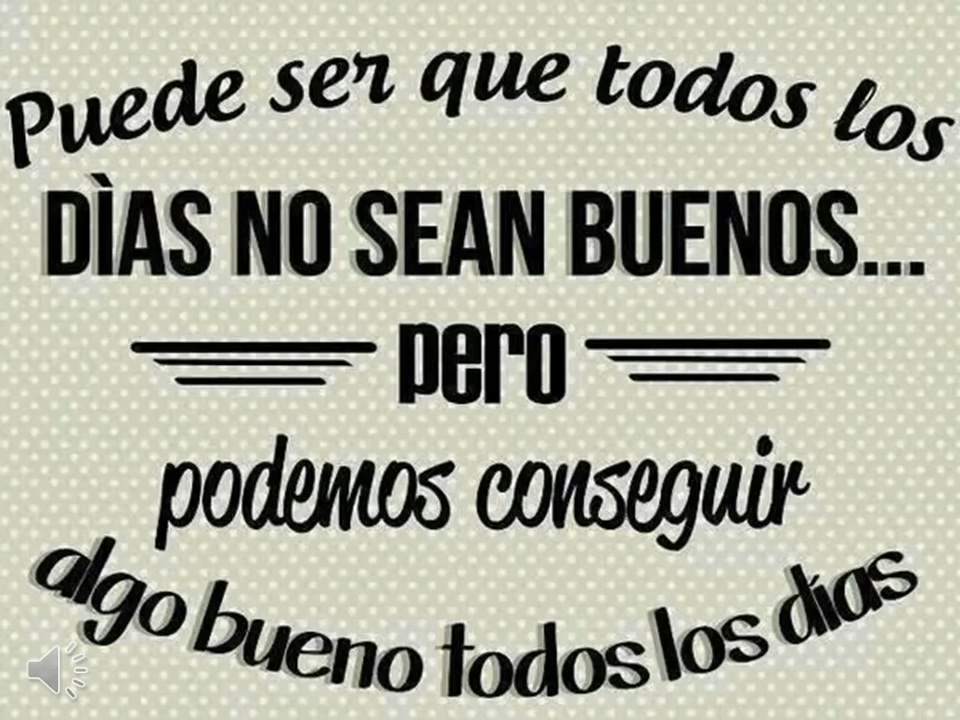 Puede ser que todos los
DÌAS NO SEAN BUENOS...
pero
podemos conseguir
algo bueno todos los días